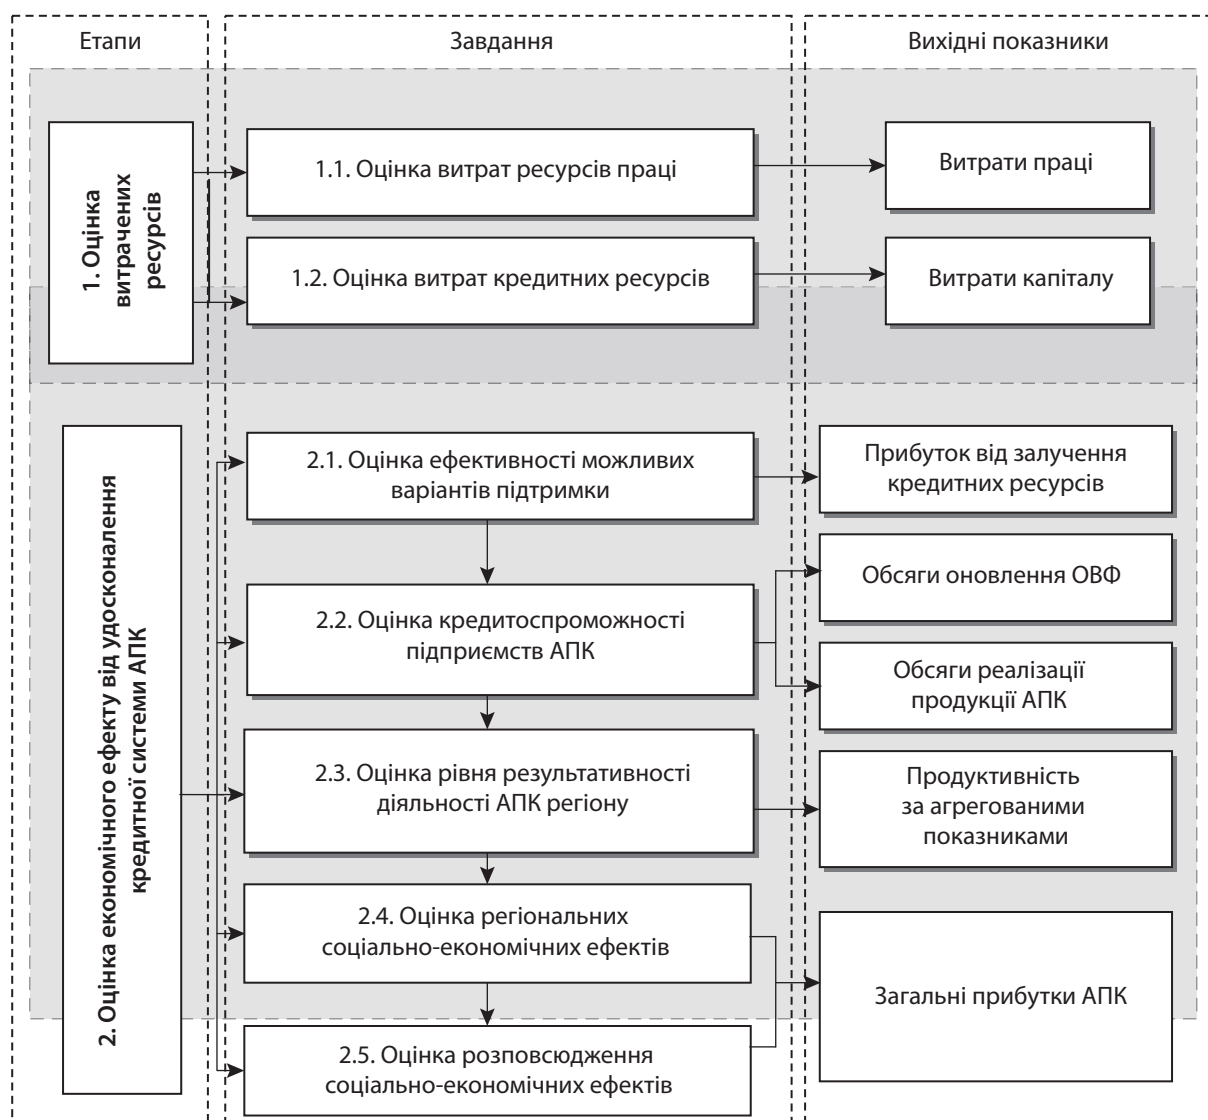 Етапи
Завдання
Вихідні показники
1. Оцінка
витрачених
ресурсів
1.1. Оцінка витрат ресурсів праці
Витрати праці
1.2. Оцінка витрат кредитних ресурсів
Витрати капіталу
2. Оцінка економічного ефекту від удосконалення
кредитної системи АПК
2.1. Оцінка ефективності можливих
варіантів підтримки
Прибуток від залучення
кредитних ресурсів
2.2. Оцінка кредитоспроможності
підприємств АПК
Обсяги оновлення ОВФ
Обсяги реалізації
продукції АПК
2.3. Оцінка рівня результативності
діяльності АПК регіону
Продуктивність
за агрегованими
показниками
2.4. Оцінка регіональних
соціально-економічних ефектів
Загальні прибутки АПК
2.5. Оцінка розповсюдження
соціально-економічних ефектів